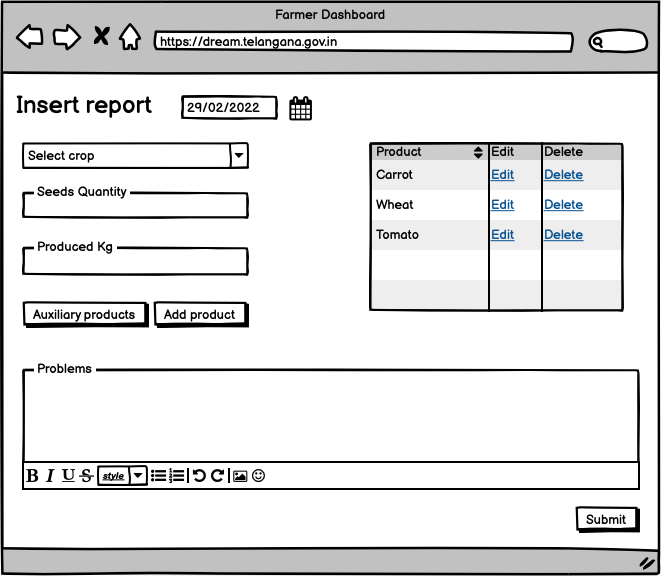 Farmer Dashboard
https://dream.telangana.gov.in
Insert report
29/02/2022
Select crop
Seeds Quantity
Produced Kg
Auxiliary products
Add product
Product Edit Delete
Carrot Edit Delete
Wheat Edit Delete
Tomato Edit Delete
Problems
B I U S style
Submit